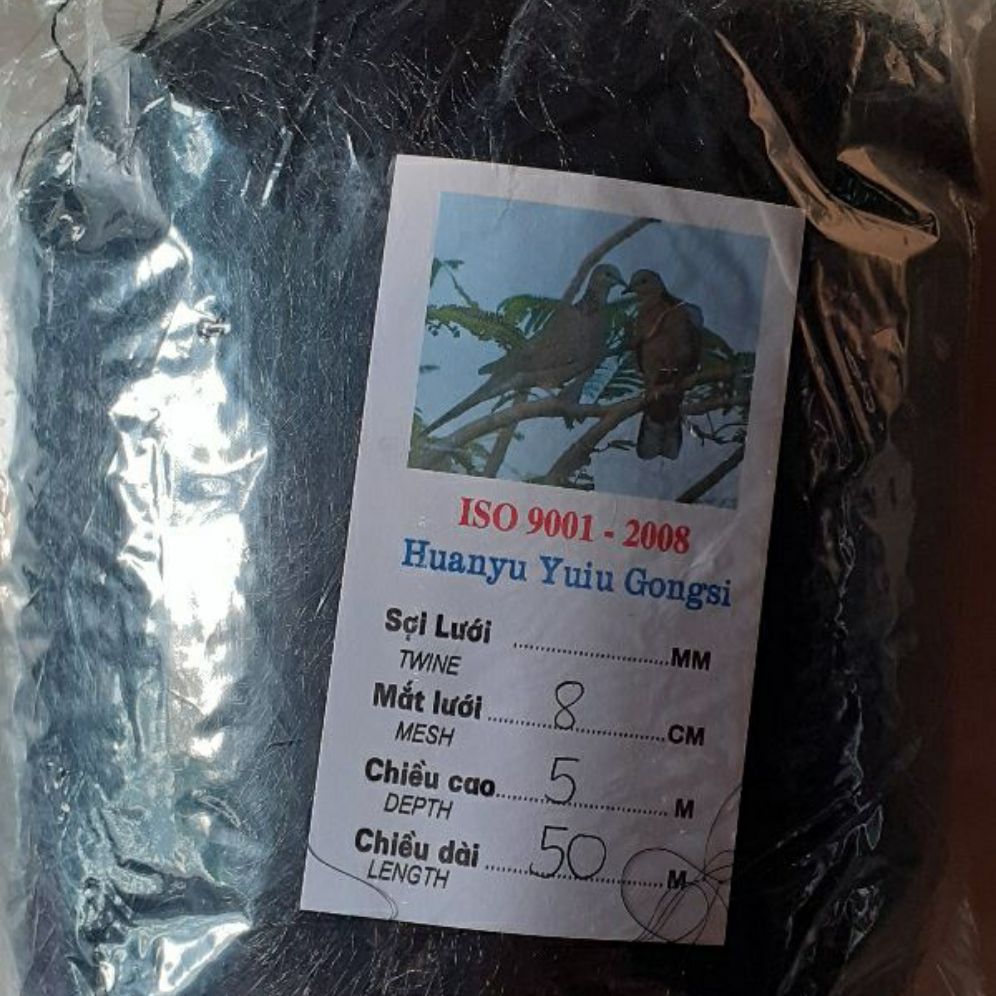 ISO 9001 - 2008
Huanyu Yuiu Gongsi
Sợi Lưới ........................ MM
TWINE
Mắt lưới ........ 8 ................ CM
MESH
Chiều cao ........ 5 ................ M
DEPTH
Chiều dài ........ 50 ................ M
LENGTH